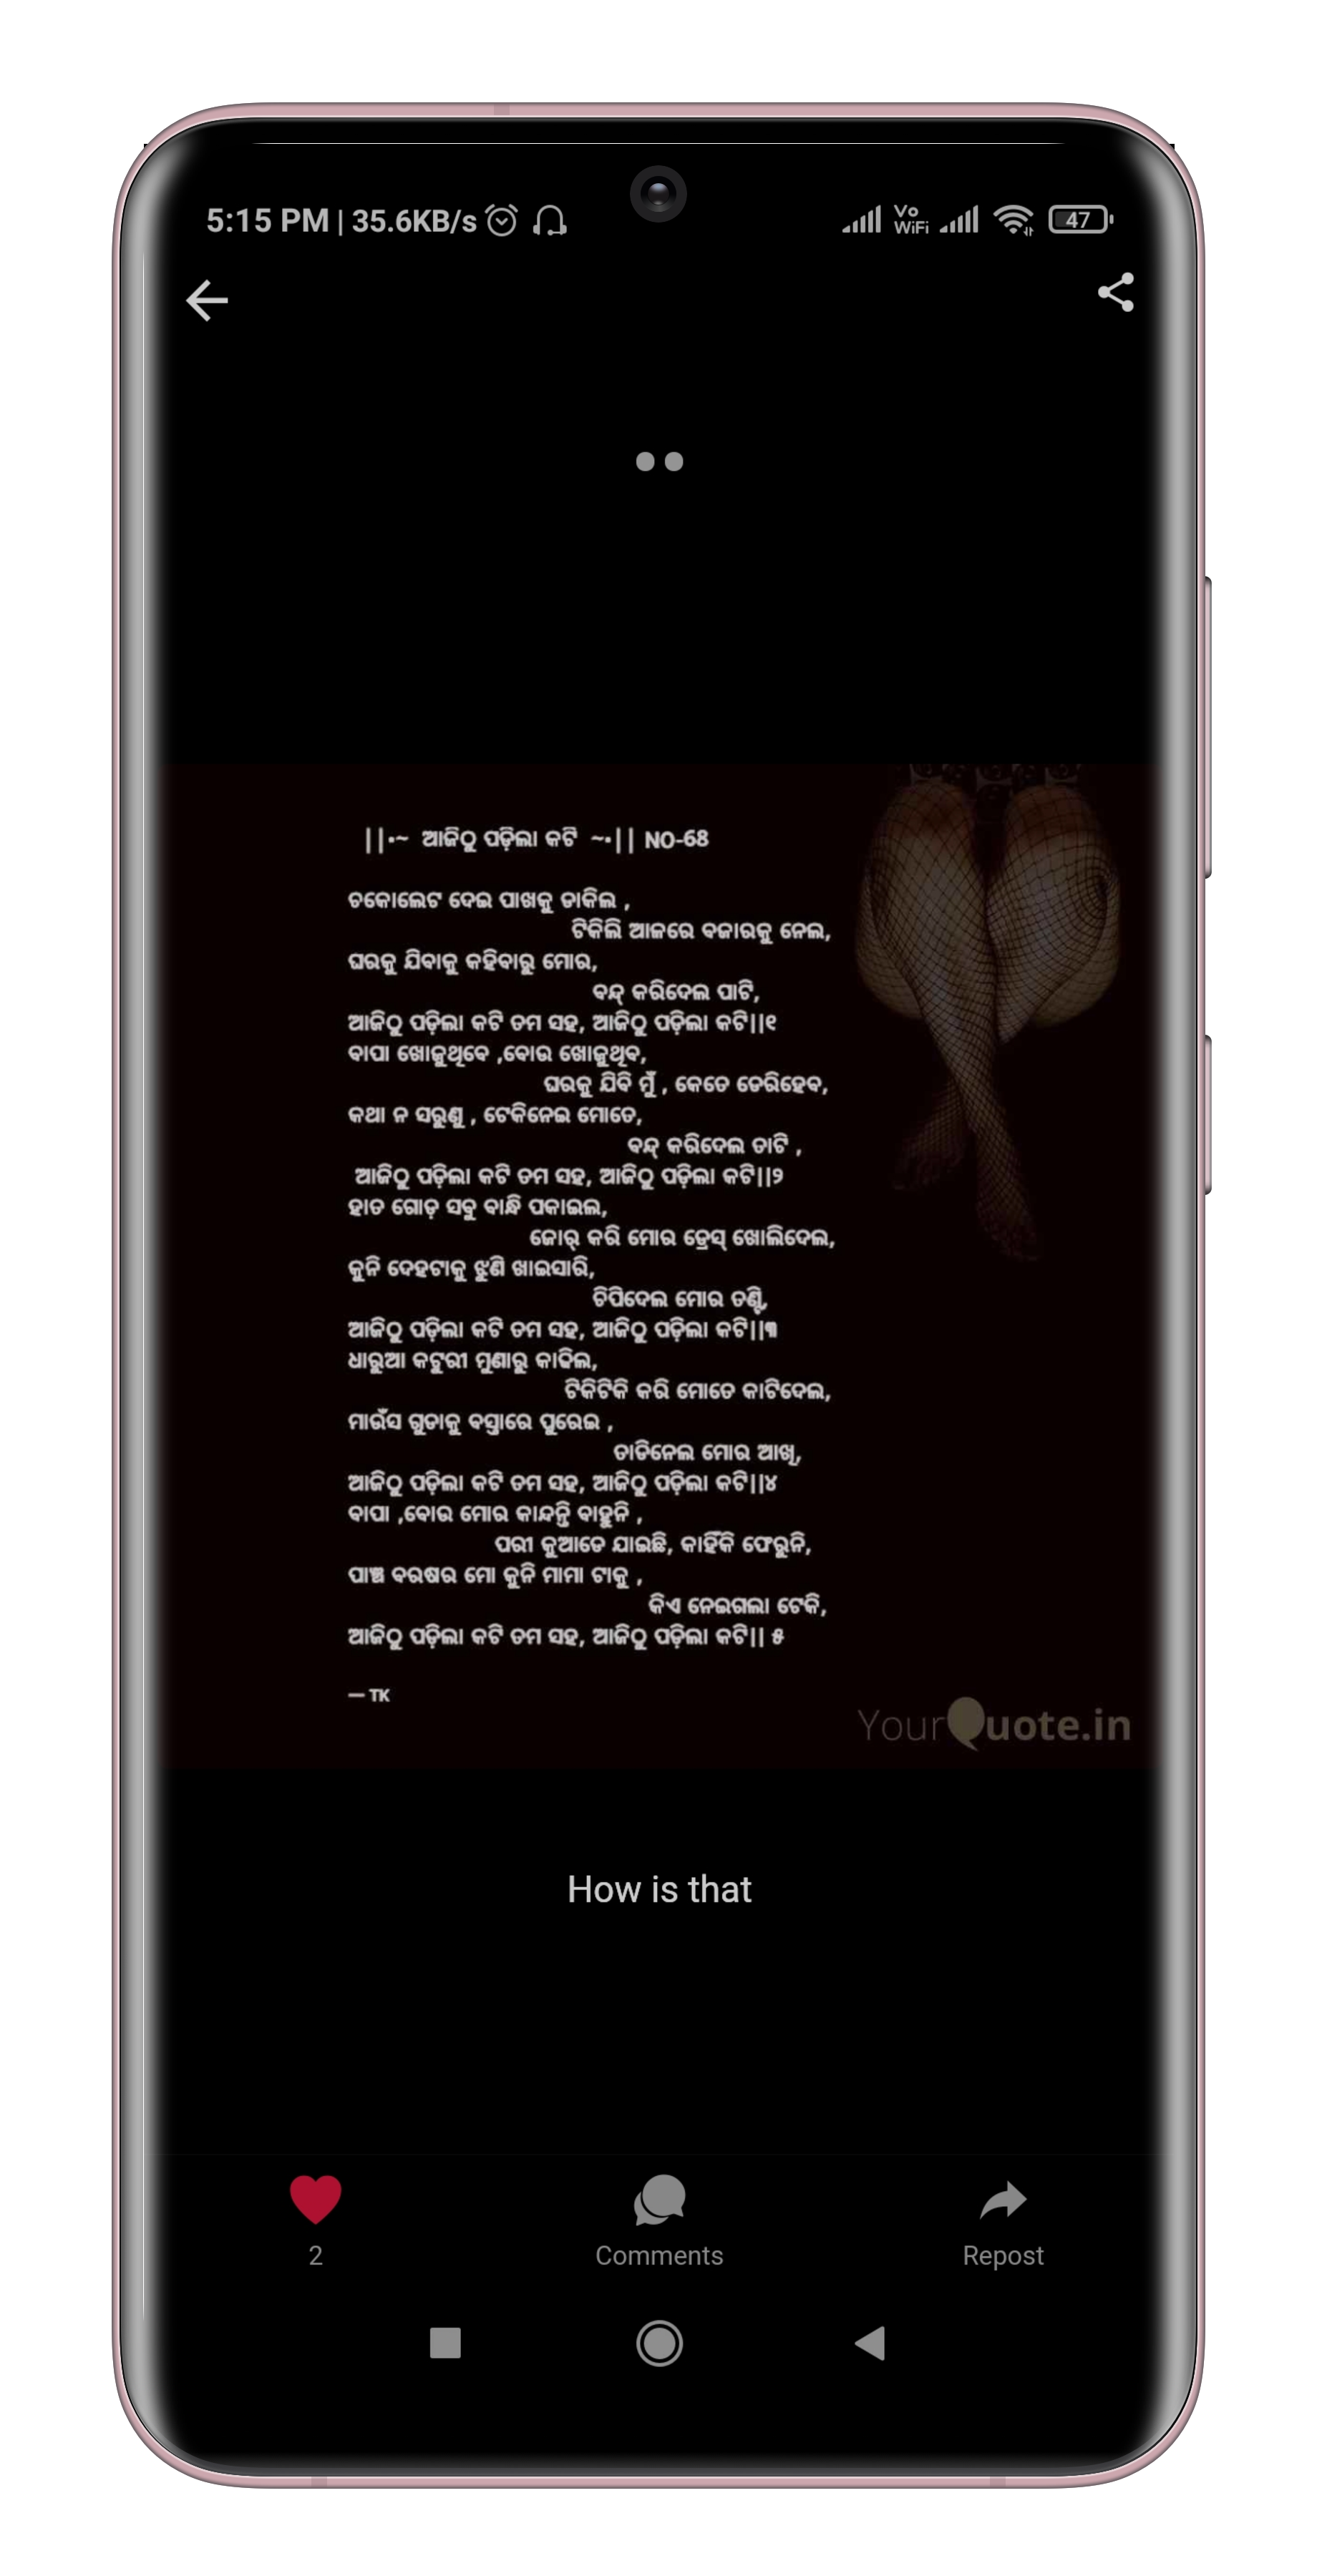 5:15 PM | 35.6KB/s
Vo WiFi
47
||•~ ଆଜିଠୁ ପଡ଼ିଲା କଟି ~•|| NO-68
ଚକୋଲେଟ ଦେଇ ପାଖକୁ ଡାକିଲ ,
ଟିକିଲି ଆଜରେ ବଜାରକୁ ନେଲ,
ଘରକୁ ଯିବାକୁ କହିବାରୁ ମୋର,
ବନ୍ଦ୍ କରିଦେଲ ପାଟି,
ଆଜିଠୁ ପଡ଼ିଲା କଟି ତମ ସହ, ଆଜିଠୁ ପଡ଼ିଲା କଟି||୧
ବାପା ଖୋଜୁଥିବେ ,ବୋଉ ଖୋଜୁଥିବ,
ଘରକୁ ଯିବି ମୁଁ , କେତେ ଡେରିହେବ,
କଥା ନ ସରୁଣୁ , ଟେକିନେଇ ମୋତେ,
ବନ୍ଦ୍ କରିଦେଲ ତାଟି ,
ଆଜିଠୁ ପଡ଼ିଲା କଟି ତମ ସହ, ଆଜିଠୁ ପଡ଼ିଲା କଟି||୨
ହାତ ଗୋଡ଼ ସବୁ ବାନ୍ଧି ପକାଇଲ,
ଜୋର୍ କରି ମୋର ଡ୍ରେସ୍ ଖୋଲିଦେଲ,
କୁନି ଦେହଟାକୁ ଝୁଣି ଖାଇସାରି,
ଚିପିଦେଲ ମୋର ତଣ୍ଟି,
ଆଜିଠୁ ପଡ଼ିଲା କଟି ତମ ସହ, ଆଜିଠୁ ପଡ଼ିଲା କଟି||୩
ଧାରୁଆ କଟୁରୀ ମୁଣାରୁ କାଢିଲ,
ଟିକିଟିକି କରି ମୋତେ କାଟିଦେଲ,
ମାଉଁସ ଗୁଡାକୁ ବସ୍ତାରେ ପୁରେଇ ,
ତାଡିନେଲ ମୋର ଆଖି,
ଆଜିଠୁ ପଡ଼ିଲା କଟି ତମ ସହ, ଆଜିଠୁ ପଡ଼ିଲା କଟି||୪
ବାପା ,ବୋଉ ମୋର କାନ୍ଦନ୍ତି ବାହୁନି ,
ପରୀ କୁଆଡେ ଯାଇଛି, କାହିଁକି ଫେରୁନି,
ପାଞ୍ଚ ବରଷର ମୋ କୁନି ମାମା ଟାକୁ ,
କିଏ ନେଇଗଲା ଟେକି,
ଆଜିଠୁ ପଡ଼ିଲା କଟି ତମ ସହ, ଆଜିଠୁ ପଡ଼ିଲା କଟି|| ୫
— TK
YourQuote.in
How is that
2
Comments
Repost